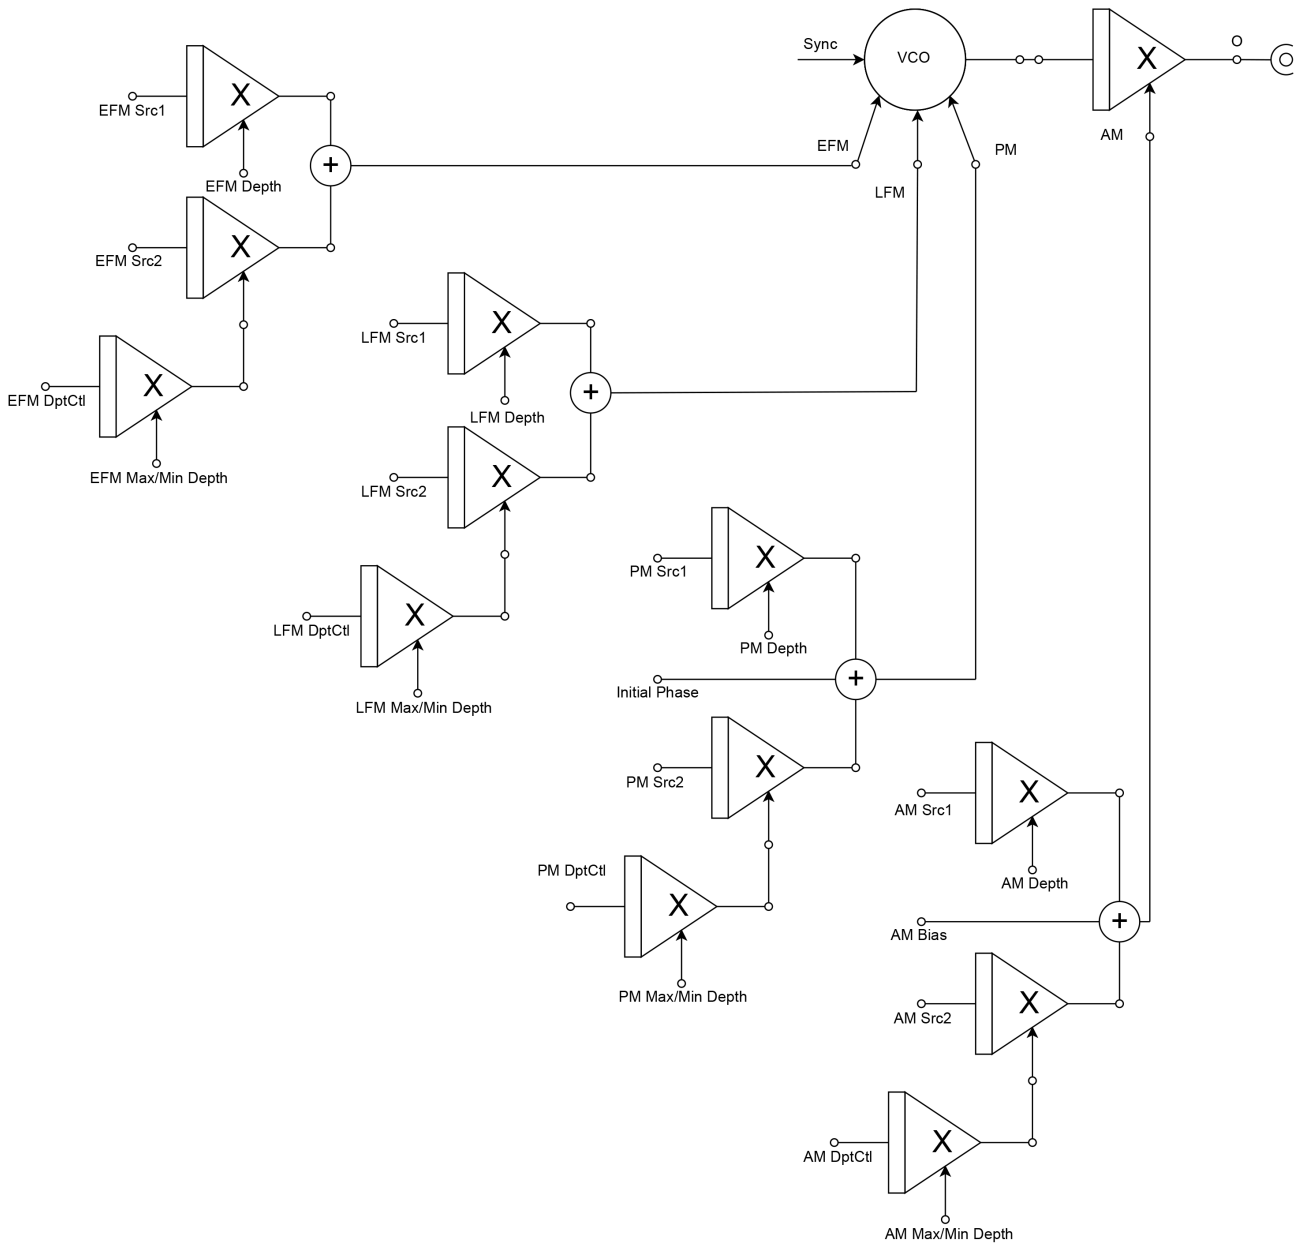 O
Sync
VCO
X
X
EFM Src1
AM
EFM
PM
+
EFM Depth
LFM
X
EFM Src2
X
LFM Src1
X
EFM DptCtl
+
LFM Depth
EFM Max/Min Depth
X
LFM Src2
X
PM Src1
X
LFM DptCtl
PM Depth
+
Initial Phase
LFM Max/Min Depth
X
PM Src2
X
AM Src1
PM DptCtl
AM Depth
X
+
AM Bias
PM Max/Min Depth
X
AM Src2
X
AM DptCtl
AM Max/Min Depth